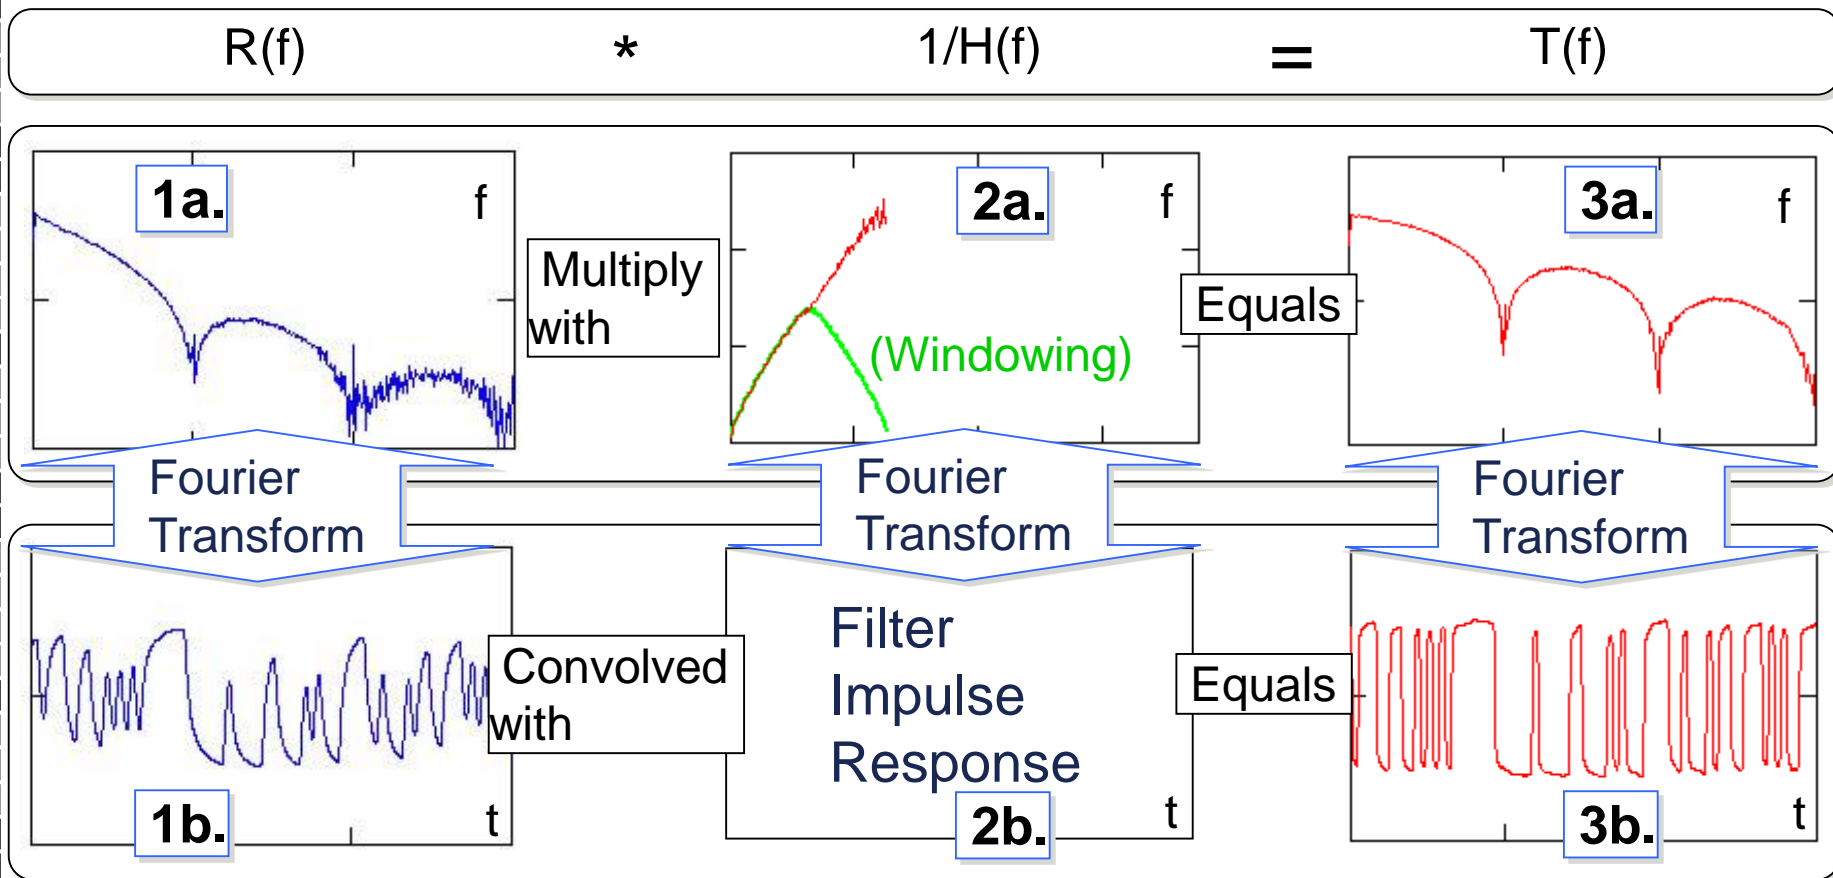 R(f) * 1/H(f) = T(f)
1a. f
Multiply
with
2a. f
(Windowing)
Equals
3a. f
Fourier
Transform
Fourier
Transform
Fourier
Transform
1b. t
Convolved
with
Filter
Impulse
Response
2b. t
Equals
3b. t